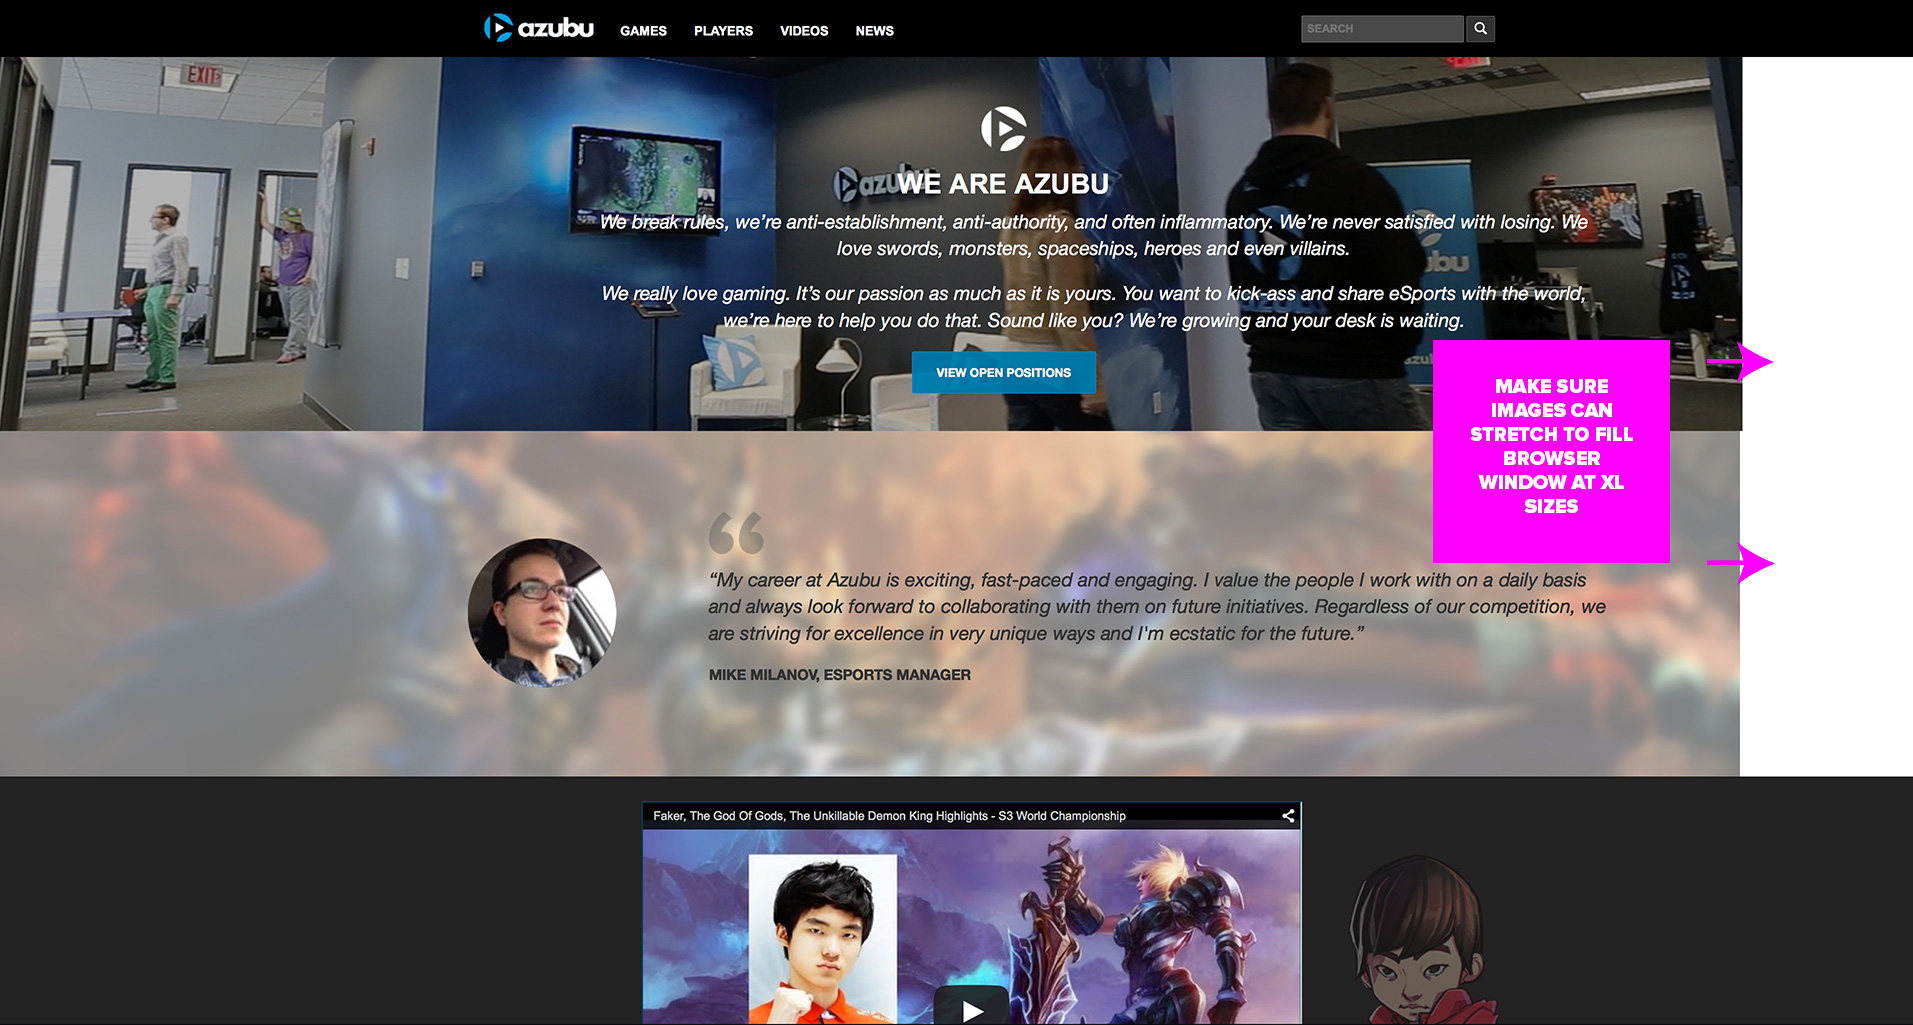 azubu
GAMES
PLAYERS
VIDEOS
NEWS
SEARCH
EXIT
azubu
WE ARE AZUBU
We break rules, we’re anti-establishment, anti-authority, and often inflammatory. We’re never satisfied with losing. We
love swords, monsters, spaceships, heroes and even villains.
We really love gaming. It’s our passion as much as it is yours. You want to kick-ass and share eSports with the world,
we’re here to help you do that. Sound like you? We’re growing and your desk is waiting.
VIEW OPEN POSITIONS
MAKE SURE
IMAGES CAN
STRETCH TO FILL
BROWSER
WINDOW AT XL
SIZES
“My career at Azubu is exciting, fast-paced and engaging. I value the people I work with on a daily basis
and always look forward to collaborating with them on future initiatives. Regardless of our competition, we
are striving for excellence in very unique ways and I'm ecstatic for the future.”
MIKE MILANOV, ESPORTS MANAGER
Faker, The God Of Gods, The Unkillable Demon King Highlights - S3 World Championship